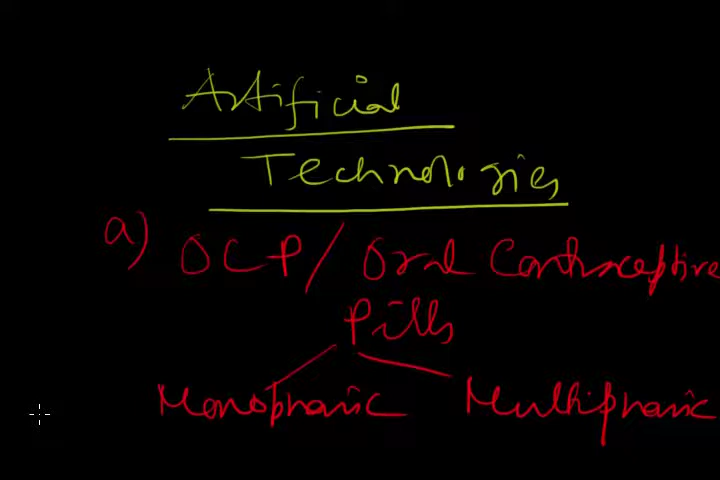 Artificial
Technologies
a) OCP/ Oral Contraceptive
Pills
Monophasic Multiphasic